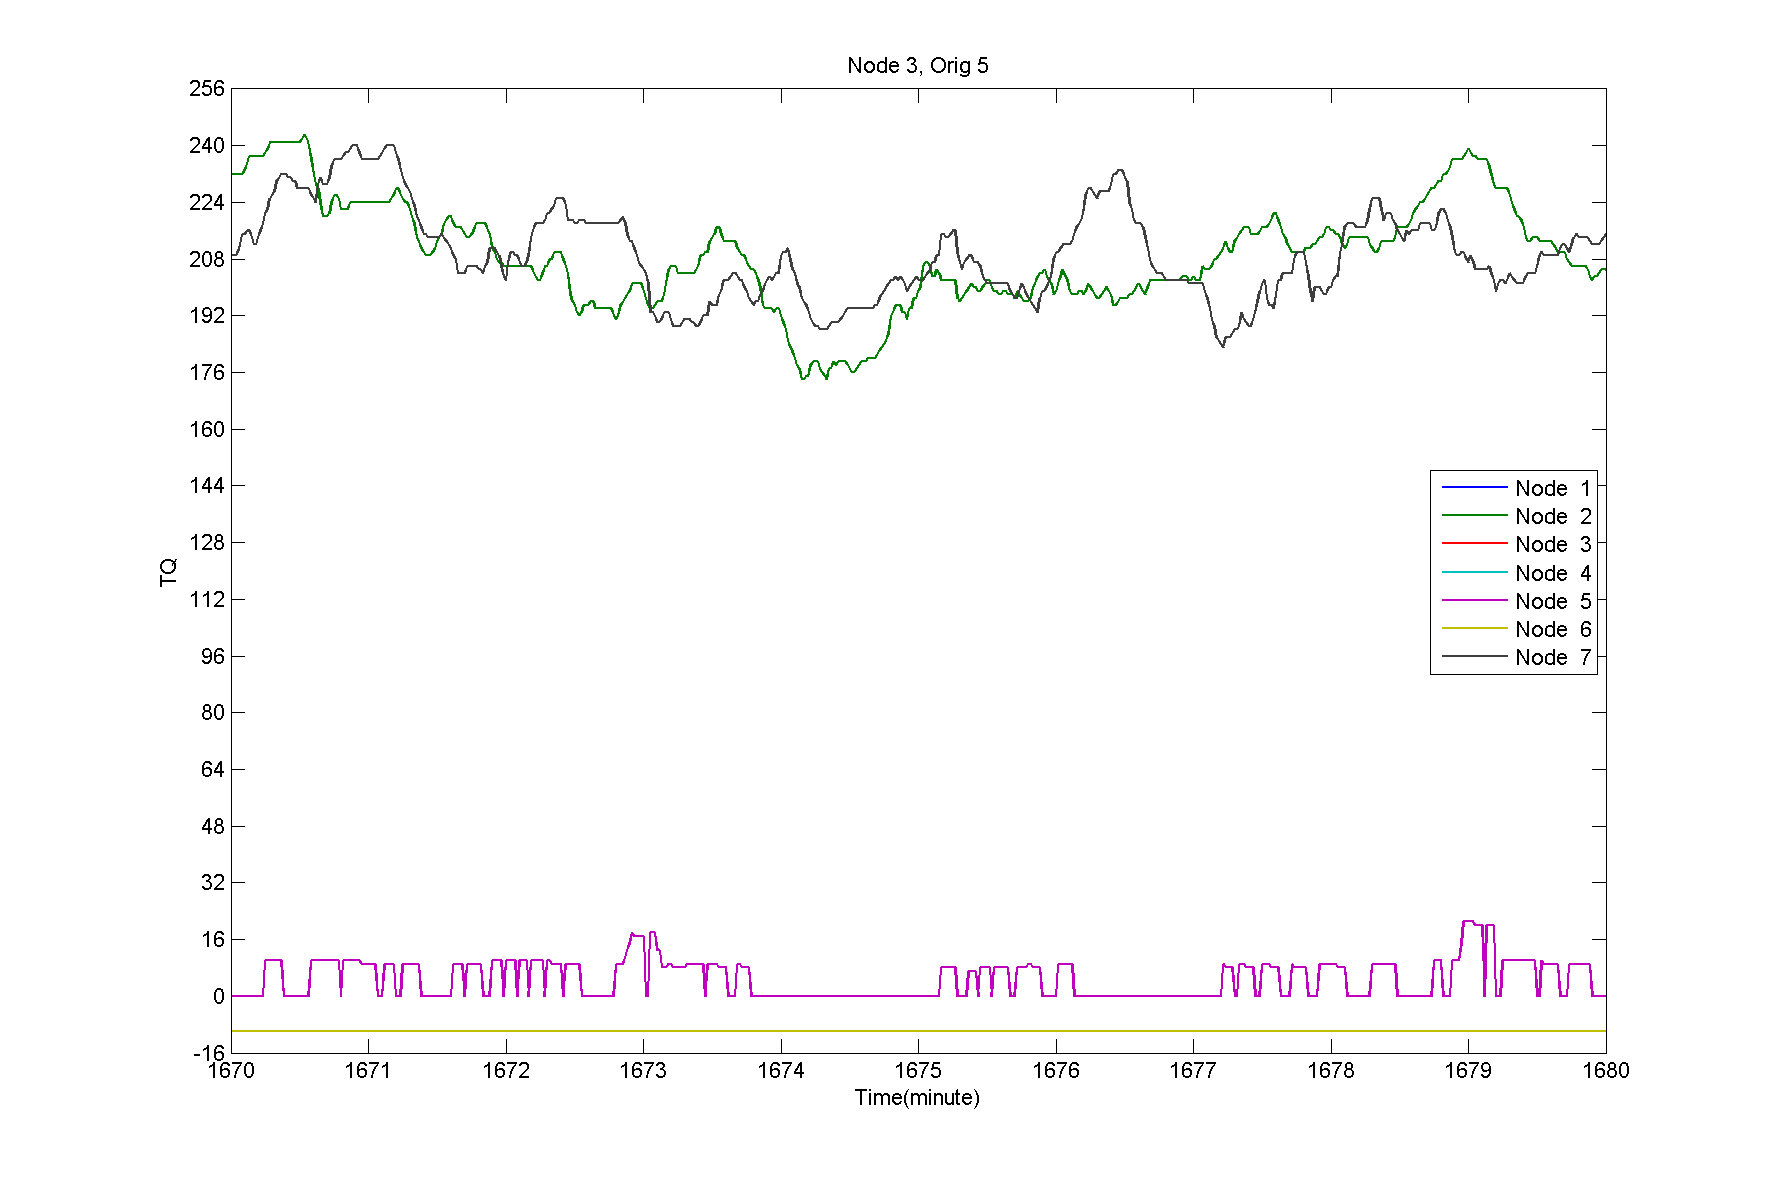 Node 3, Orig 5
256
240
224
208
192
176
160
144
128
112
96
80
64
48
32
16
0
-16
TQ
Node 1
Node 2
Node 3
Node 4
Node 5
Node 6
Node 7
1670 1671 1672 1673 1674 1675 1676 1677 1678 1679 1680
Time(minute)